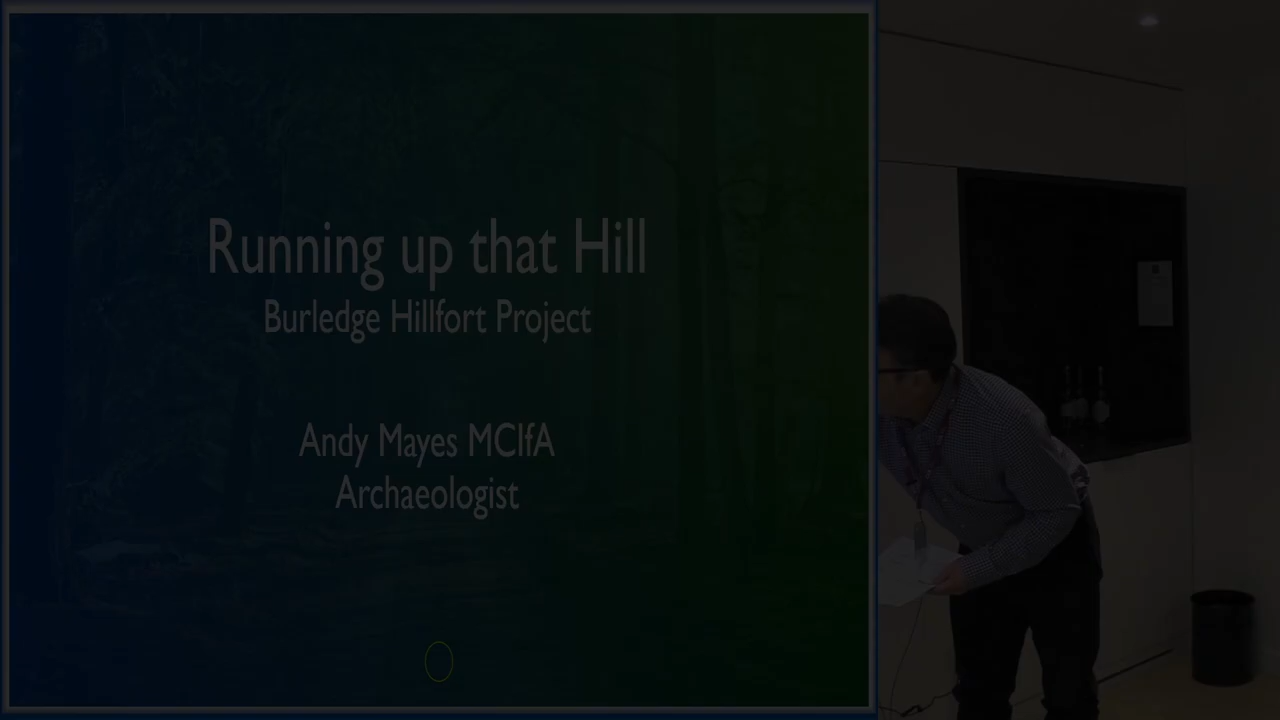 Running up that Hill
Burledge Hillfort Project
Andy Mayes MCIfA
Archaeologist